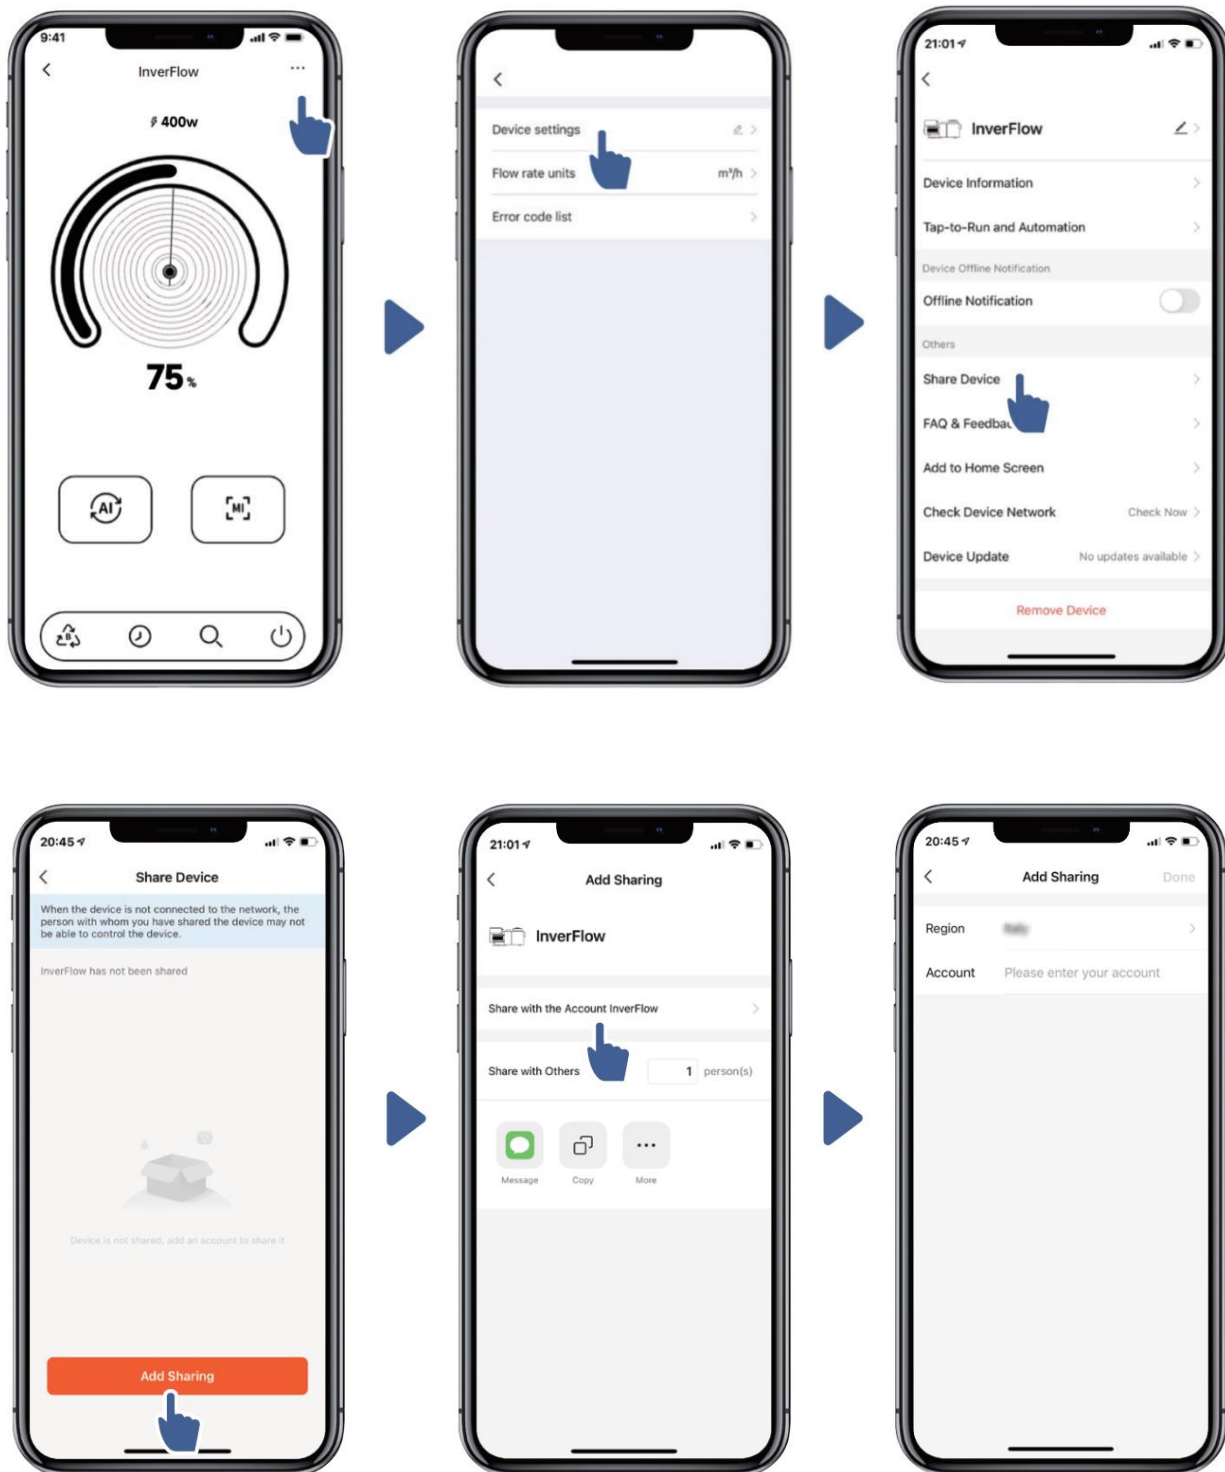 9:41
InverFlow
400w
75 %
AI
MI
B
Device settings
Flow rate units m³/h
Error code list
21:01
InverFlow
Device Information
Tap-to-Run and Automation
Device Offline Notification
Offline Notification
Others
Share Device
FAQ & Feedbac
Add to Home Screen
Check Device Network Check Now
Device Update No updates available
Remove Device
20:45
Share Device
When the device is not connected to the network, the
person with whom you have shared the device may not
be able to control the device.
InverFlow has not been shared
Device is not shared, add an account to share it
Add Sharing
21:01
Add Sharing
InverFlow
Share with the Account InverFlow
Share with Others 1 person(s)
Message Copy More
20:45
Add Sharing Done
Region
Account Please enter your account